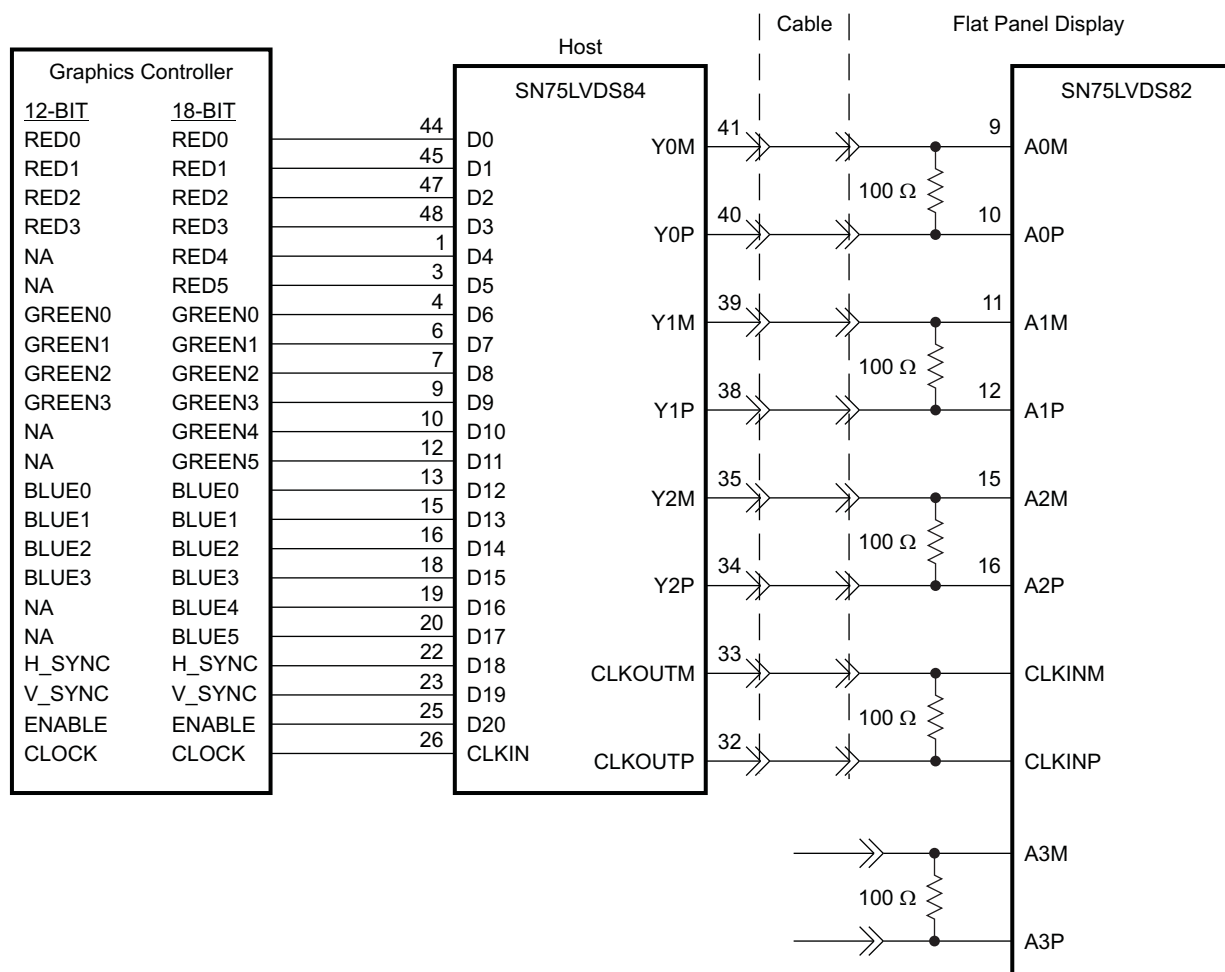 Cable
Flat Panel Display
Host
Graphics Controller
SN75LVDS84
SN75LVDS82
12-BIT 18-BIT
RED0 RED0 44 D0
RED1 RED1 45 D1
RED2 RED2 47 D2
RED3 RED3 48 D3
NA RED4 1 D4
NA RED5 3 D5
GREEN0 GREEN0 4 D6
GREEN1 GREEN1 6 D7
GREEN2 GREEN2 7 D8
GREEN3 GREEN3 9 D9
NA GREEN4 10 D10
NA GREEN5 12 D11
BLUE0 BLUE0 13 D12
BLUE1 BLUE1 15 D13
BLUE2 BLUE2 16 D14
BLUE3 BLUE3 18 D15
NA BLUE4 19 D16
NA BLUE5 20 D17
H_SYNC H_SYNC 22 D18
V_SYNC V_SYNC 23 D19
ENABLE ENABLE 25 D20
CLOCK CLOCK 26 CLKIN
Y0M 41 9 A0M
100 Ω
Y0P 40 10 A0P
Y1M 39 11 A1M
100 Ω
Y1P 38 12 A1P
Y2M 35 15 A2M
100 Ω
Y2P 34 16 A2P
CLKOUTM 33 CLKINM
100 Ω
CLKOUTP 32 CLKINP
A3M
100 Ω
A3P